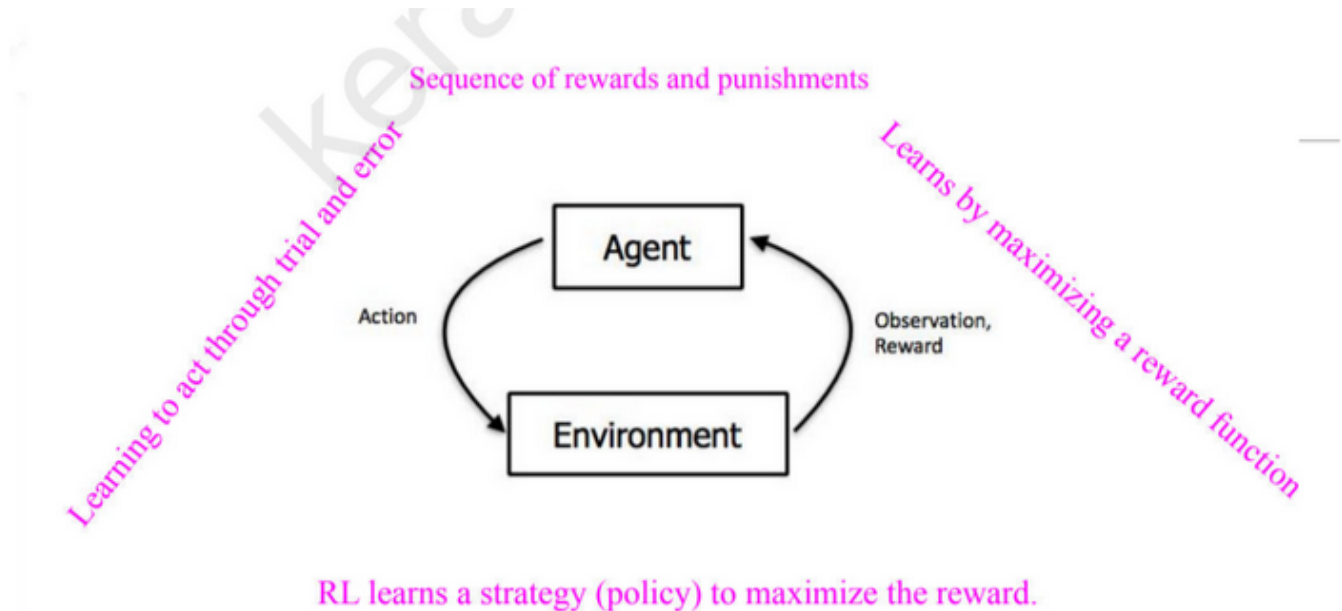 Sequence of rewards and punishments
Learning to act through trial and error
Learns by maximizing a reward function
Agent
Action
Observation,
Reward
Environment
RL learns a strategy (policy) to maximize the reward.